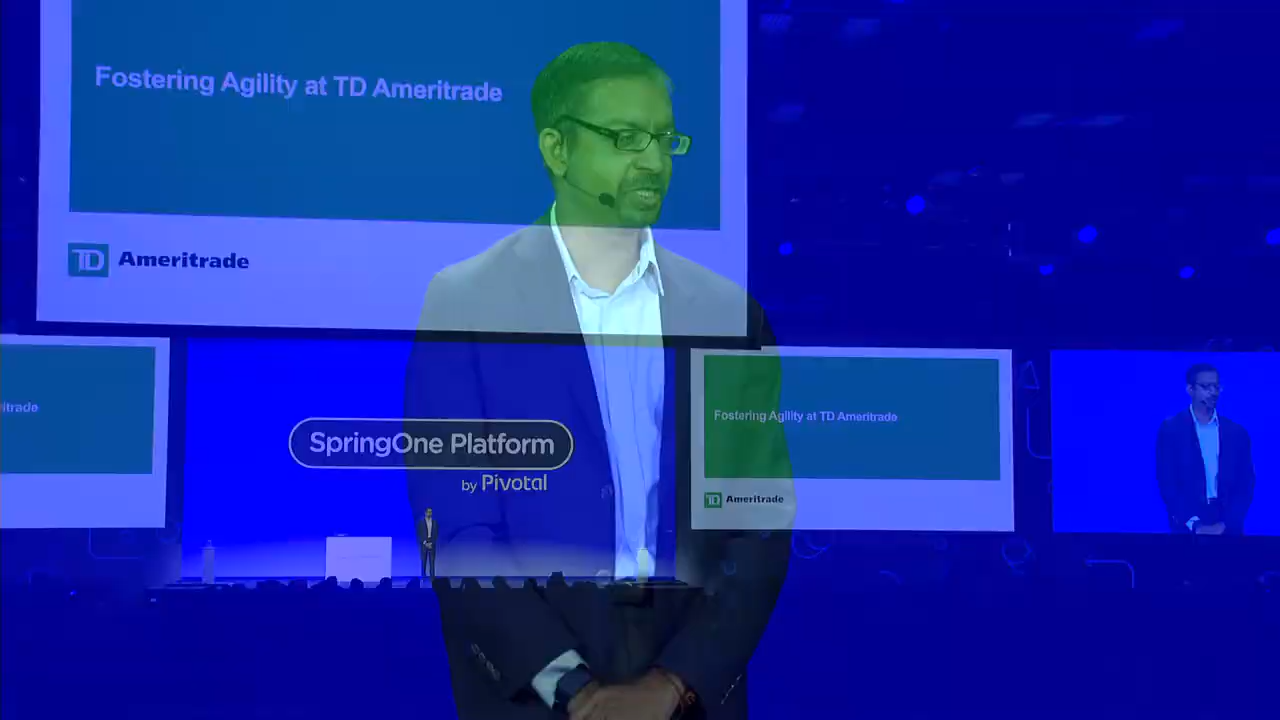 Fostering Agility at TD Ameritrade
TD Ameritrade
itrade
SpringOne Platform
by Pivotal
Fostering Agility at TD Ameritrade
TD Ameritrade